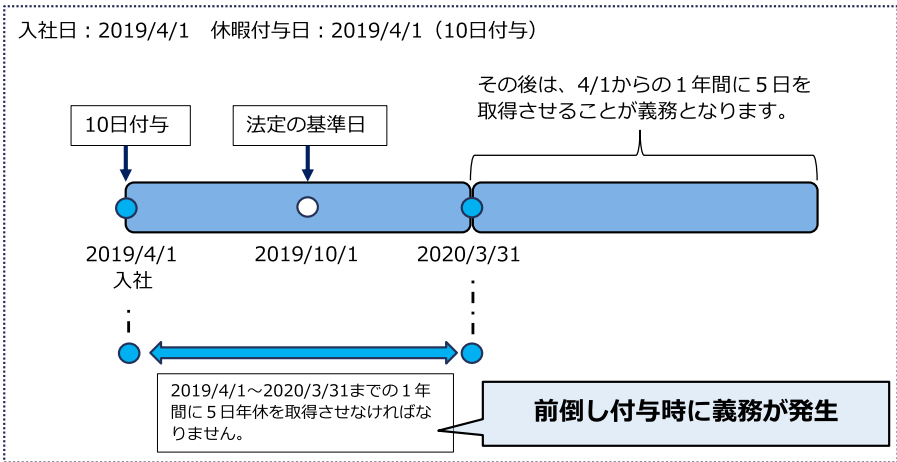 入社日：2019/4/1　休暇付与日：2019/4/1（10日付与）
その後は、4/1からの１年間に５日を
取得させることが義務となります。
10日付与
法定の基準日
2019/4/1
入社
2019/10/1
2020/3/31
2019/4/1～2020/3/31までの１年
間に５日年休を取得させなければな
りません。
前倒し付与時に義務が発生